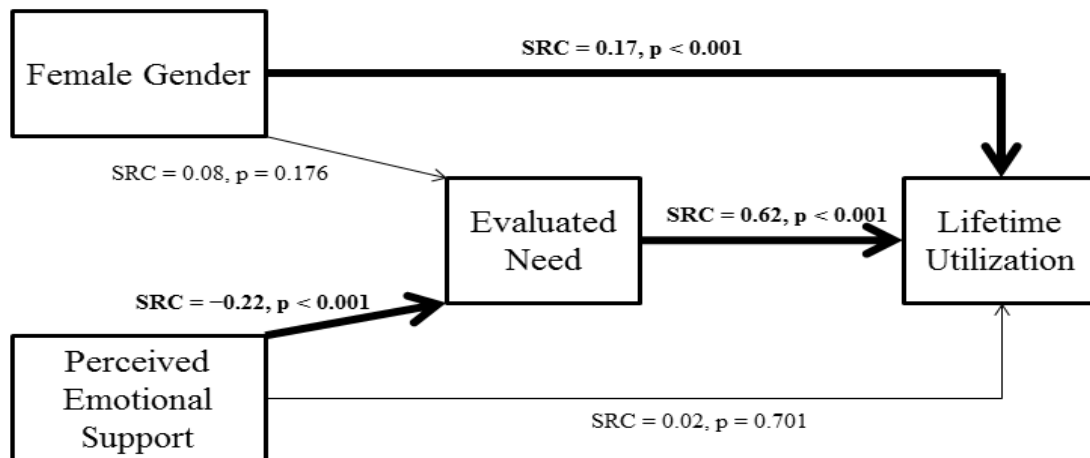 SRC = 0.17, p < 0.001
Female Gender
SRC = 0.08, p = 0.176
Evaluated
Need
SRC = 0.62, p < 0.001
Lifetime
Utilization
SRC = −0.22, p < 0.001
Perceived
Emotional
Support
SRC = 0.02, p = 0.701